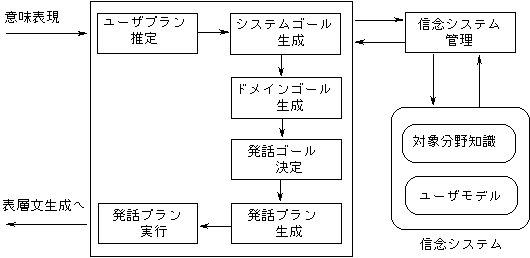 意味表現
ユーザプラン
推定
システムゴール
生成
信念システム
管理
ドメインゴール
生成
発話ゴール
決定
対象分野知識
表層文生成へ
発話プラン
実行
発話プラン
生成
ユーザモデル
信念システム